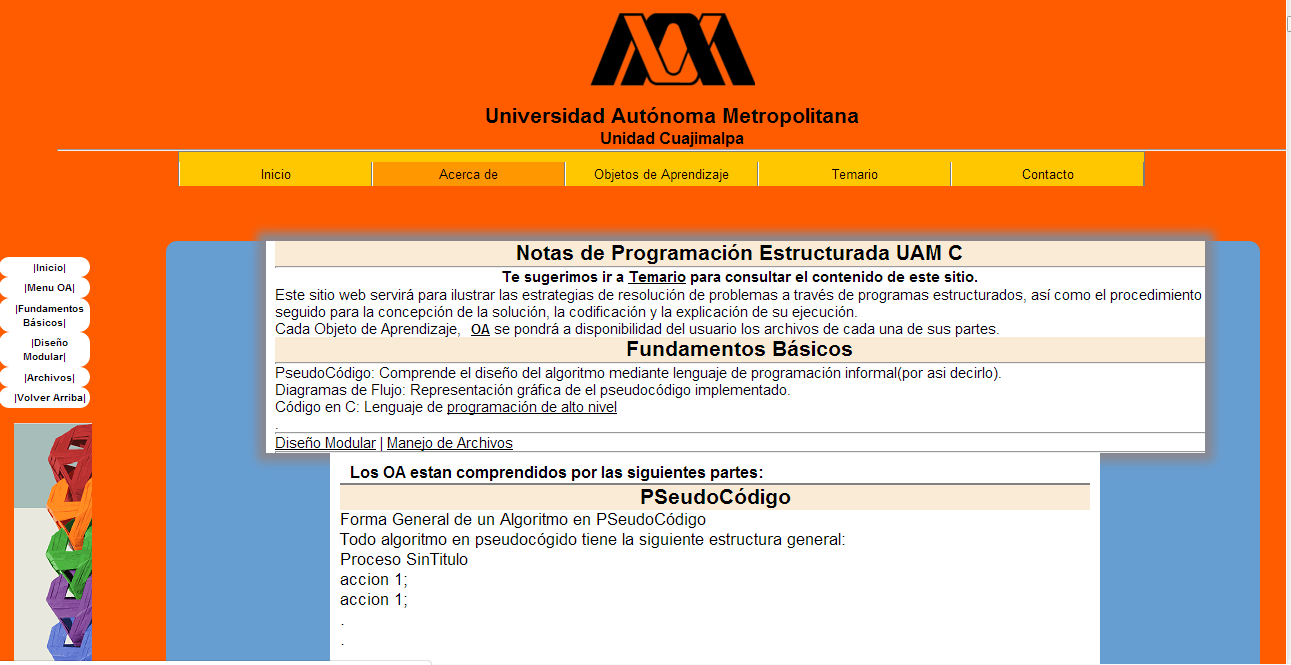 Universidad Autónoma Metropolitana
Unidad Cuajimalpa
Inicio
Acerca de
Objetos de Aprendizaje
Temario
Contacto
|Inicio|
|Menu OA|
|Fundamentos
Básicos|
|Diseño
Modular|
|Archivos|
|Volver Arriba|
Notas de Programación Estructurada UAM C
Te sugerimos ir a Temario para consultar el contenido de este sitio.
Este sitio web servirá para ilustrar las estrategias de resolución de problemas a través de programas estructurados, así como el procedimiento
seguido para la concepción de la solución, la codificación y la explicación de su ejecución.
Cada Objeto de Aprendizaje, OA se pondrá a disponibilidad del usuario los archivos de cada una de sus partes.
Fundamentos Básicos
PseudoCódigo: Comprende el diseño del algoritmo mediante lenguaje de programación informal(por asi decirlo).
Diagramas de Flujo: Representación gráfica de el pseudocódigo implementado.
Código en C: Lenguaje de programación de alto nivel
.
Diseño Modular | Manejo de Archivos
Los OA estan comprendidos por las siguientes partes:
PSeudoCódigo
Forma General de un Algoritmo en PSeudoCódigo
Todo algoritmo en pseudocógido tiene la siguiente estructura general:
Proceso SinTitulo
accion 1;
accion 1;
.
.